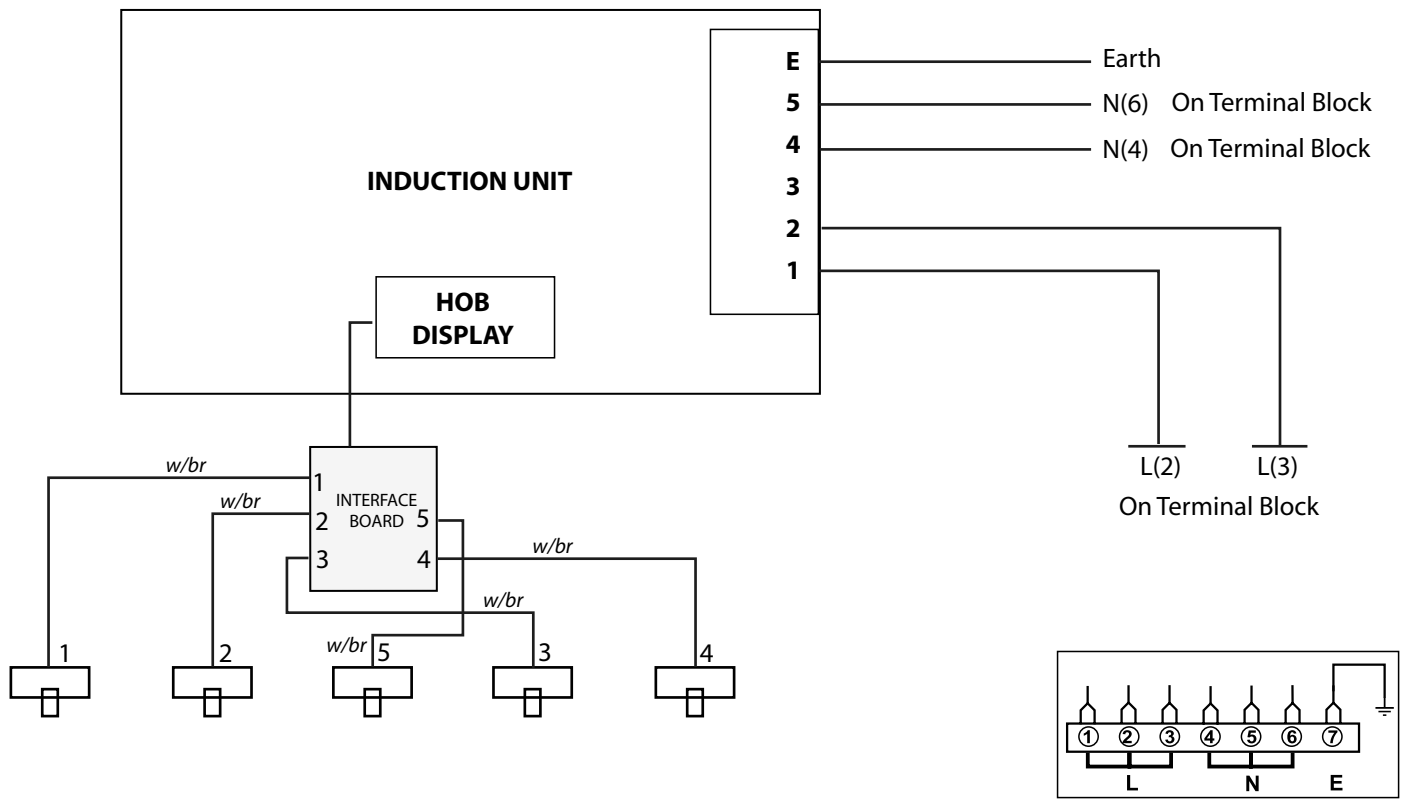 E
Earth
5
N(6) On Terminal Block
4
N(4) On Terminal Block
INDUCTION UNIT
3
2
1
HOB
DISPLAY
L(2)
L(3)
On Terminal Block
w/br
1
w/br
INTERFACE
2
BOARD
5
3
4
w/br
w/br
w/br
1
2
5
3
4
1 2 3 4 5 6 7
L N E